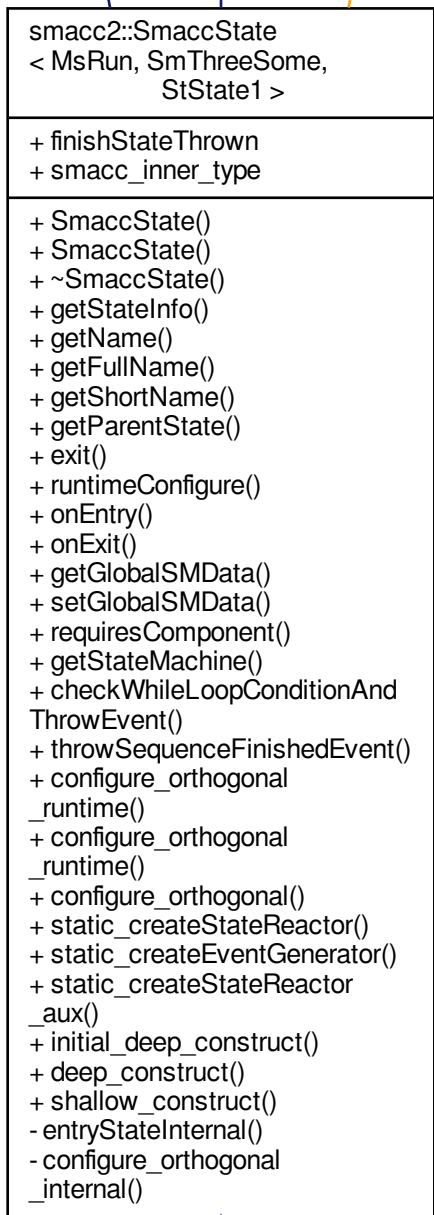 smacc2::SmaccState
< MsRun, SmThreeSome,
StState1 >
+ finishStateThrown
+ smacc_inner_type
+ SmaccState()
+ SmaccState()
+ ~SmaccState()
+ getStateInfo()
+ getName()
+ getFullName()
+ getShortName()
+ getParentState()
+ exit()
+ runtimeConfigure()
+ onEntry()
+ onExit()
+ getGlobalSMData()
+ setGlobalSMData()
+ requiresComponent()
+ getStateMachine()
+ checkWhileLoopConditionAnd
ThrowEvent()
+ throwSequenceFinishedEvent()
+ configure_orthogonal
_runtime()
+ configure_orthogonal
_runtime()
+ configure_orthogonal()
+ static_createStateReactor()
+ static_createEventGenerator()
+ static_createStateReactor
_aux()
+ initial_deep_construct()
+ deep_construct()
+ shallow_construct()
- entryStateInternal()
- configure_orthogonal
_internal()